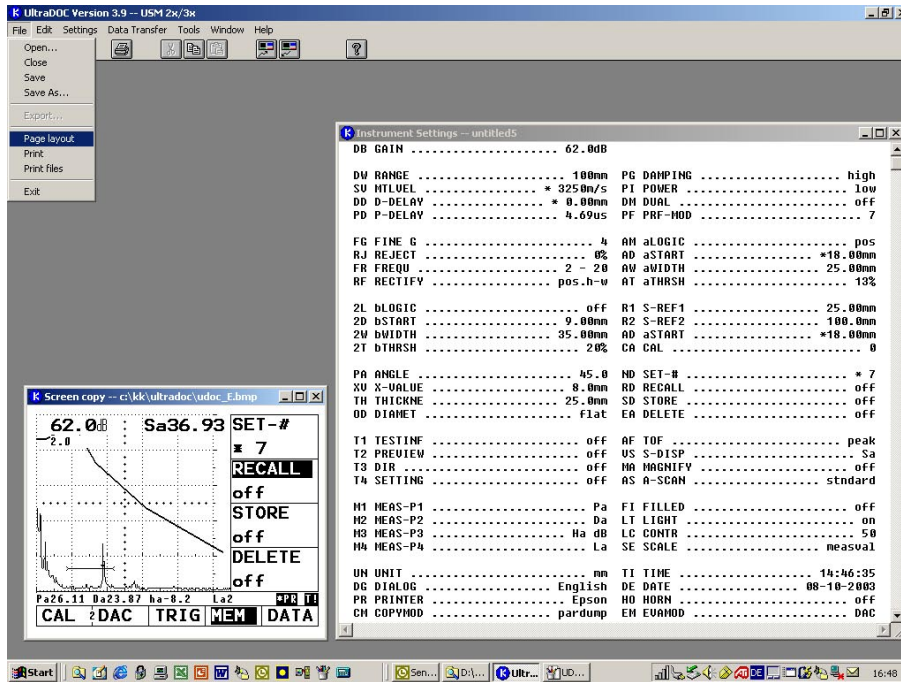 UltraDOC Version 3.9 -- USM 2x/3x
File Edit Settings Data Transfer Tools Window Help
Open...
Close
Save
Save As...
Export...
Page layout
Print
Print files
Exit
Instrument Settings -- untitled5
DB GAIN ..................... 62.0dB
DW RANGE .................... 100mm PG DAMPING .................... high
SV MTLVEL ................ * 3250m/s PI POWER ....................... low
DD D-DELAY ................ * 0.00mm DM DUAL ........................ off
PD P-DELAY .................. 4.69us PF PRF-MOD ....................... 7
FG FINE G ........................ 4 AM aLOGIC ...................... pos
RJ REJECT ....................... 0% AD aSTART ................. *18.00mm
FR FREQU .................... 2 - 20 AW aWIDTH .................. 25.00mm
RF RECTIFY ................. pos.h-w AT aTHRSH ...................... 13%
2L bLOGIC ...................... off R1 S-REF1 .................. 25.00mm
2D bSTART ................... 9.00mm R2 S-REF2 .................. 100.0mm
2W bWIDTH .................. 35.00mm AD aSTART ................. *18.00mm
2T bTHRSH ...................... 20% CA CAL ........................... 0
PA ANGLE ...................... 45.0 ND SET-# ....................... * 7
XV X-VALUE ................... 8.0mm RD RECALL ...................... off
TH THICKNE .................. 25.0mm SD STORE ....................... off
OD DIAMET ..................... flat EA DELETE ...................... off
T1 TESTINF ..................... off AF TOF ........................ peak
T2 PREVIEW ..................... off VS S-DISP ....................... Sa
T3 DIR ......................... off MA MAGNIFY ..................... off
T4 SETTING ..................... off AS A-SCAN .................. stndard
M1 MEAS-P1 ...................... Pa FI FILLED ...................... off
M2 MEAS-P2 ...................... Da LT LIGHT ........................ on
M3 MEAS-P3 ................... Ha dB LC CONTR ........................ 50
M4 MEAS-P4 ...................... La SE SCALE ................... measval
UN UNIT ......................... mm TI TIME ................... 14:46:35
DG DIALOG .................. English DE DATE ................. 08-10-2003
PR PRINTER ................... Epson HO HORN ........................ off
CM COPYMOD ................. pardump EM EVAMOD ...................... DAC
Screen copy -- c:\kk\ultradoc\udoc_E.bmp
62.0dB : Sa36.93 SET-#
2.0
* 7
RECALL
off
STORE
off
DELETE
off
Pa26.11 Da23.87 ha-8.2 La2 *PR T!
CAL 2DAC TRIG MEM DATA
Start Sen... D:\... Ultr... UD... DE 16:48